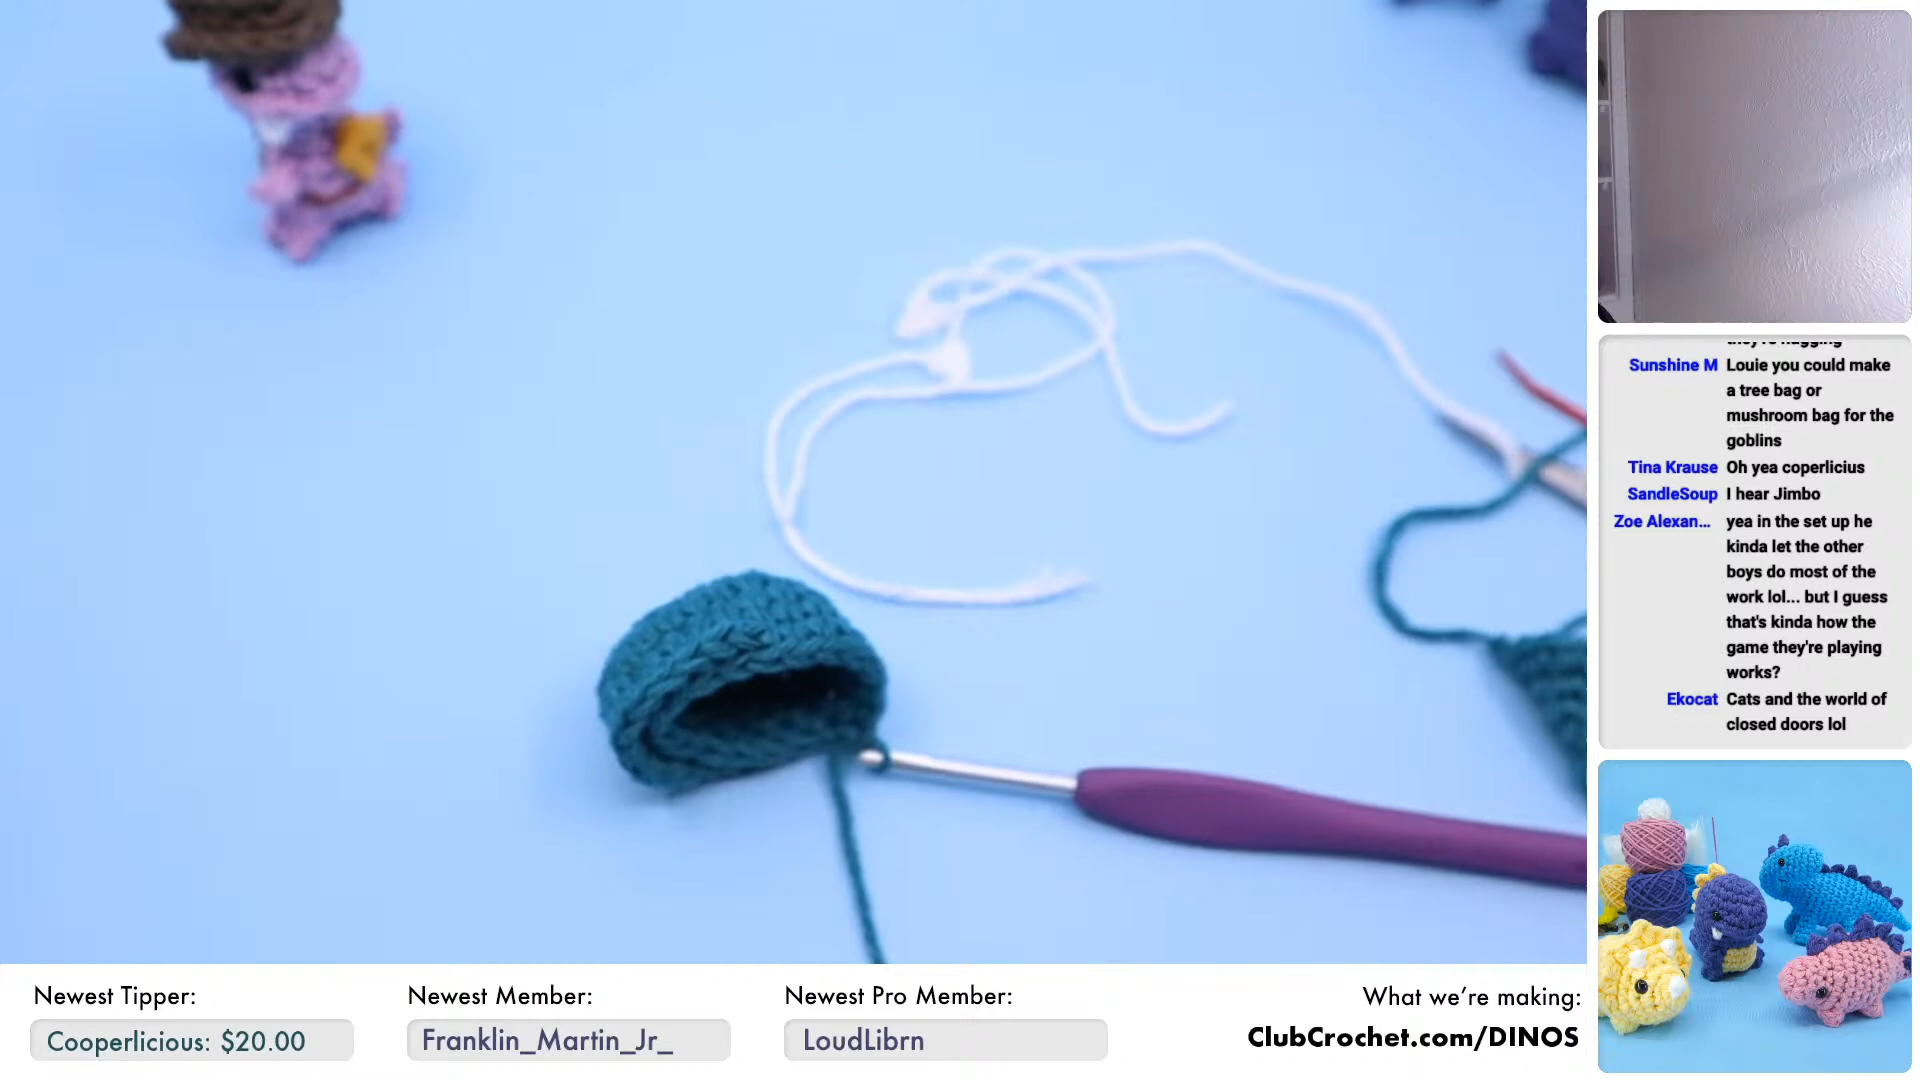 they're hugging
Sunshine M Louie you could make
a tree bag or
mushroom bag for the
goblins
Tina Krause Oh yea coperlicius
SandleSoup I hear Jimbo
Zoe Alexan... yea in the set up he
kinda let the other
boys do most of the
work lol... but I guess
that's kinda how the
game they're playing
works?
Ekocat Cats and the world of
closed doors lol
Newest Tipper:
Cooperlicious: $20.00
Newest Member:
Franklin_Martin_Jr_
Newest Pro Member:
LoudLibrn
What we're making:
ClubCrochet.com/DINOS